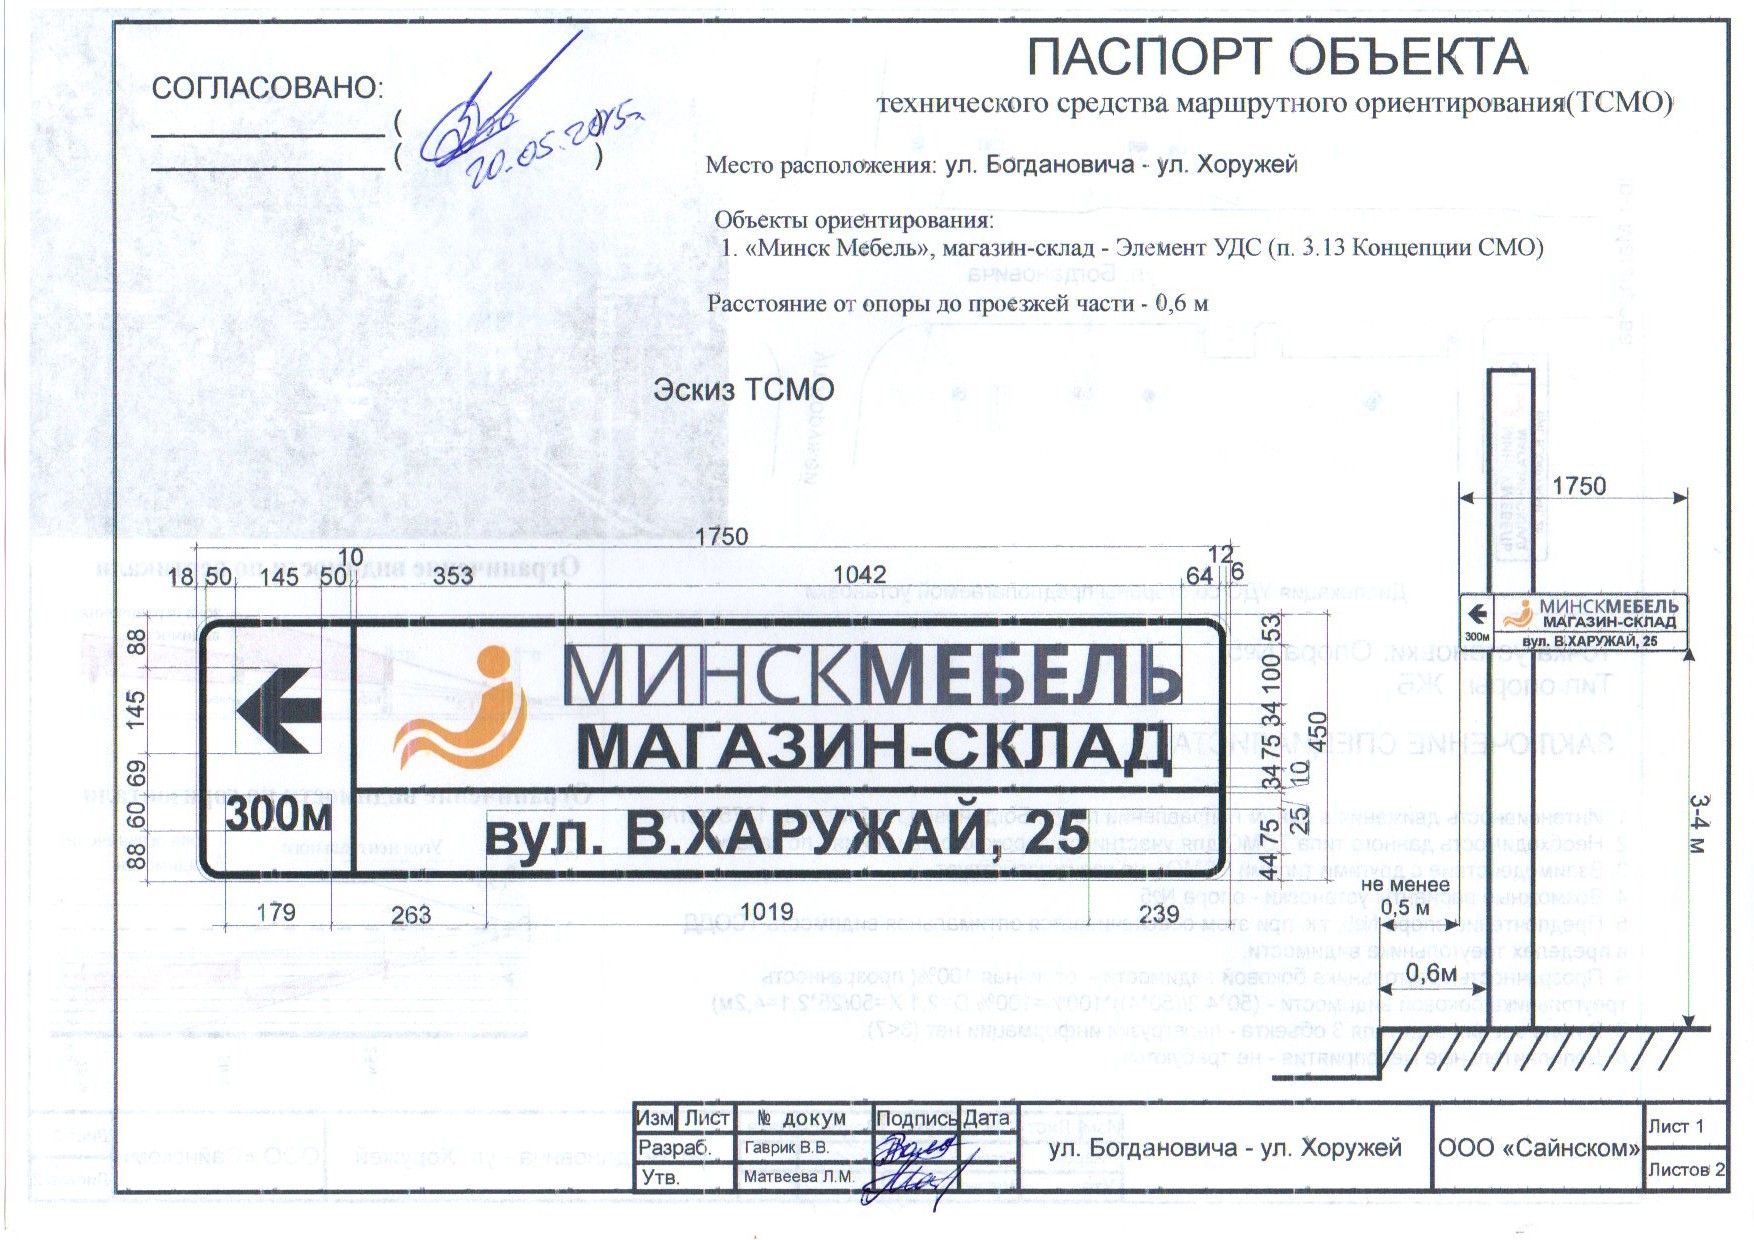 СОГЛАСОВАНО:
ПАСПОРТ ОБЪЕКТА
технического средства маршрутного ориентирования(ТСМО)
(
( )
20.05.2015г.
Место расположения: ул. Богдановича - ул. Хоружей
Объекты ориентирования:
1. «Минск Мебель», магазин-склад - Элемент УДС (п. 3.13 Концепции СМО)
Расстояние от опоры до проезжей части - 0,6 м
Эскиз ТСМО
1750
1750
10 12
18 50 145 50 353 1042 64 6
88 145 69 60 88
МИНСКМЕБЕЛЬ
МАГАЗИН-СКЛАД
300м
вул. В.ХАРУЖАЙ,25
53 100 34 75 34 10 25 75 44
450
179 263 1019 239
МИНСКМЕБЕЛЬ
МАГАЗИН-СКЛАД
300м
вул. В.ХАРУЖАЙ, 25
3-4 м
не менее
0,5 м
0,6м
Изм Лист № докум Подпись Дата
Разраб. Гаврик В.В.
Утв. Матвеева Л.М.
ул. Богдановича - ул. Хоружей
ООО «Сайнском»
Лист 1
Листов 2